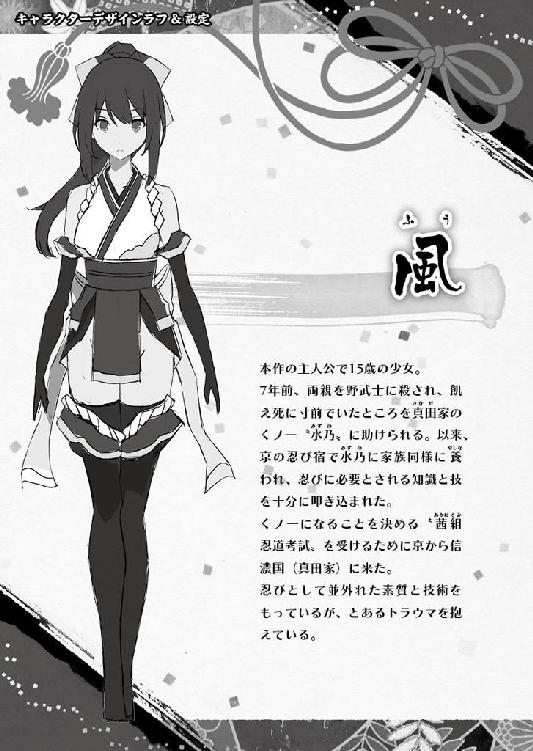 キャラクターデザインラフ & 設定
ふう
風
本作の主人公で15歳の少女。
7年前、両親を野武士に殺され、飢
え死に寸前でいたところを真田家の
くノ一〝水乃〟に助けられる。以来、
京の忍び宿で水乃に家族同様に養
われ、忍びに必要とされる知識と技
を十分に叩き込まれた。
くノ一になることを決める〝茜組
忍道考試〟を受けるために京から信
濃国（真田家）に来た。
忍びとして並外れた素質と技術を
もっているが、とあるトラウマを抱
えている。